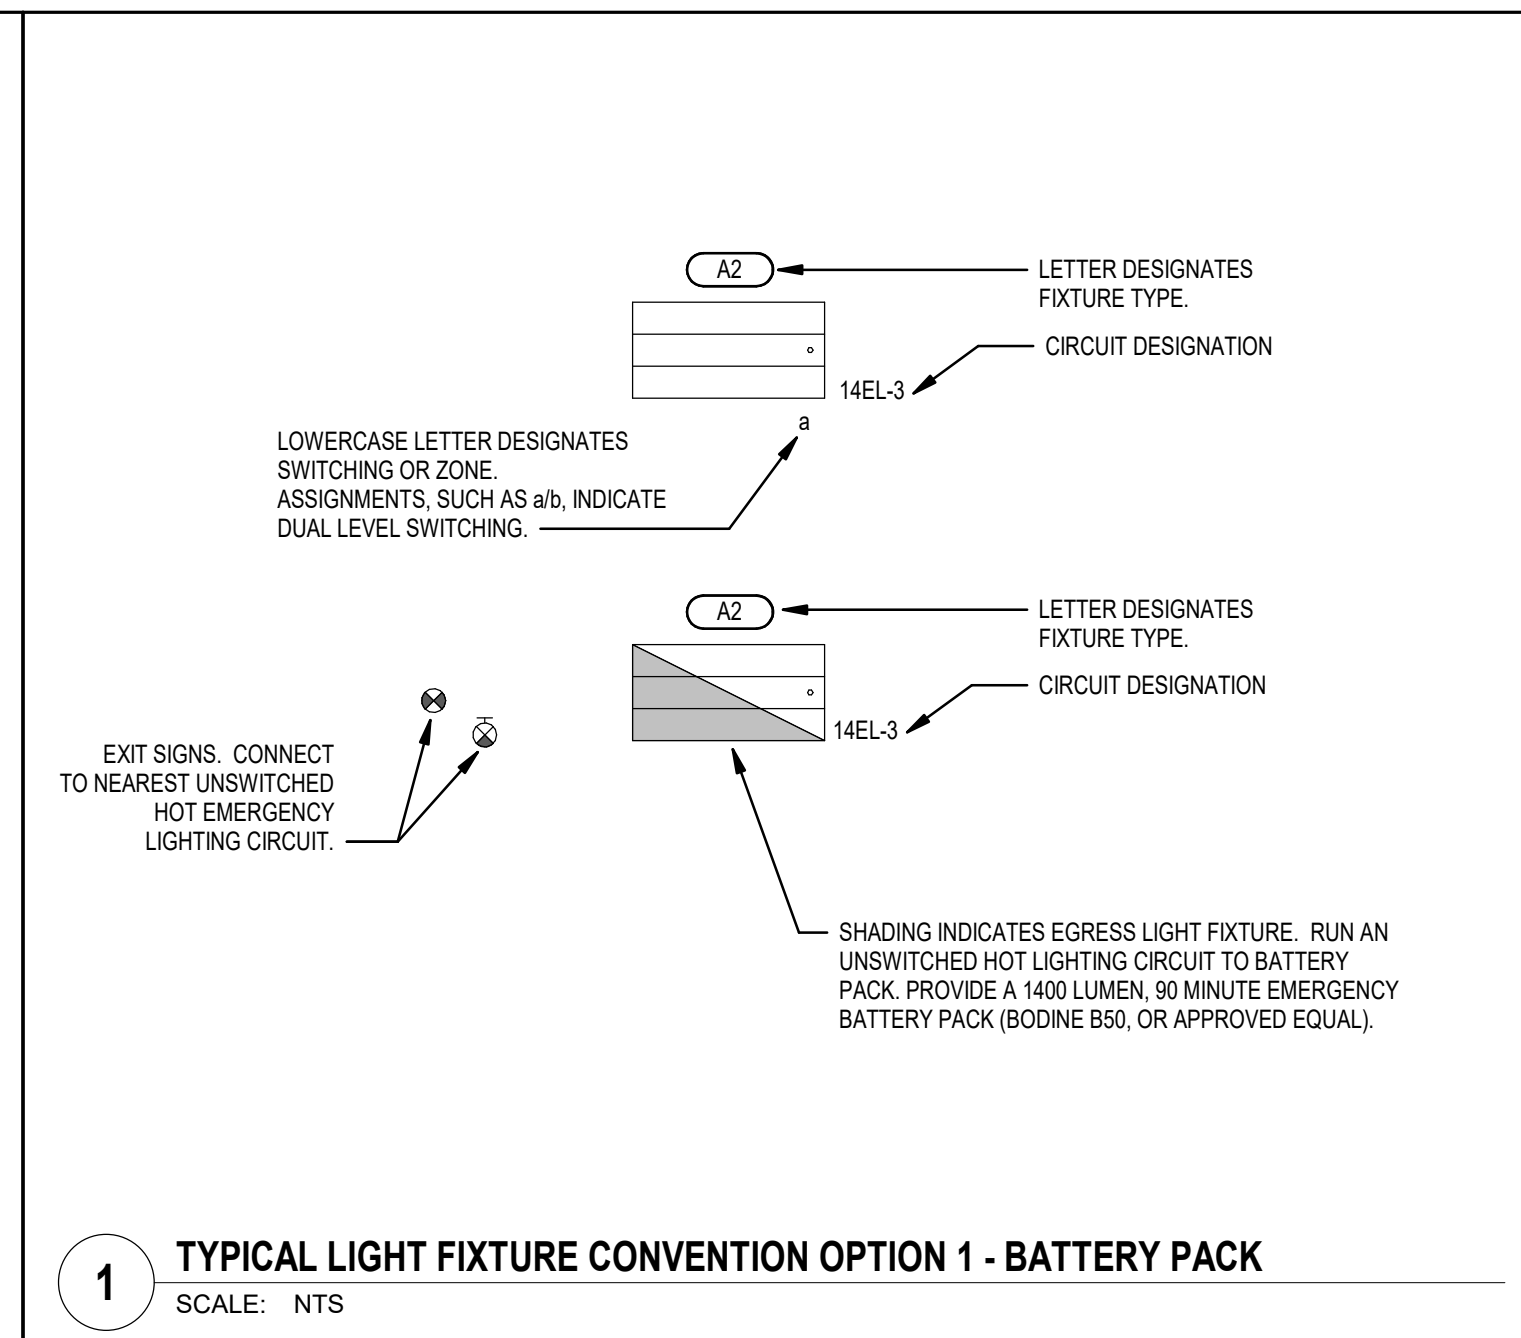 A2
LETTER DESIGNATES
FIXTURE TYPE.
CIRCUIT DESIGNATION
14EL-3
a
LOWERCASE LETTER DESIGNATES
SWITCHING OR ZONE.
ASSIGNMENTS, SUCH AS a/b, INDICATE
DUAL LEVEL SWITCHING.
A2
LETTER DESIGNATES
FIXTURE TYPE.
CIRCUIT DESIGNATION
14EL-3
EXIT SIGNS. CONNECT
TO NEAREST UNSWITCHED
HOT EMERGENCY
LIGHTING CIRCUIT.
SHADING INDICATES EGRESS LIGHT FIXTURE. RUN AN
UNSWITCHED HOT LIGHTING CIRCUIT TO BATTERY
PACK. PROVIDE A 1400 LUMEN, 90 MINUTE EMERGENCY
BATTERY PACK (BODINE B50, OR APPROVED EQUAL).
1
TYPICAL LIGHT FIXTURE CONVENTION OPTION 1 - BATTERY PACK
SCALE: NTS